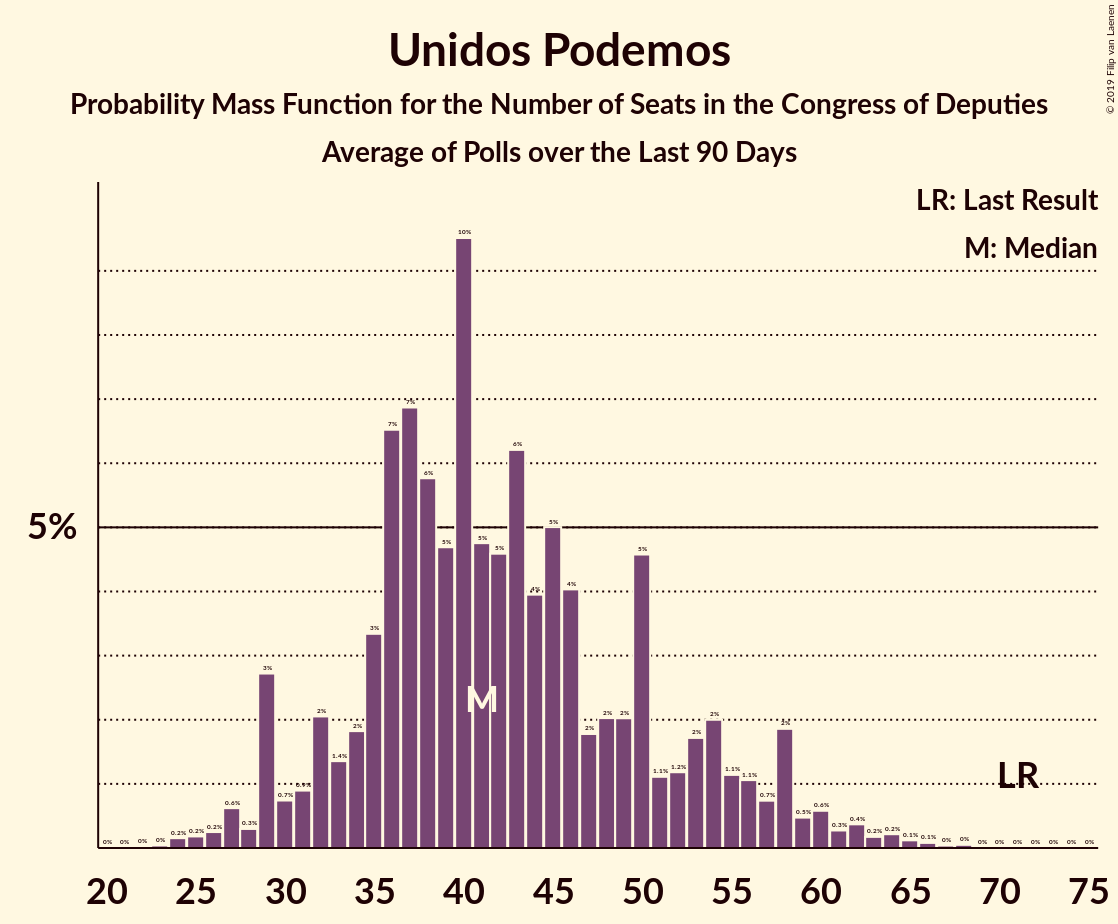 Unidos Podemos
Probability Mass Function for the Number of Seats in the Congress of Deputies
Average of Polls over the Last 90 Days
© 2019 Filip van Laenen
LR: Last Result
M: Median
5%
0% 0% 0% 0% 0.2% 0.2% 0.2% 0.6% 0.3% 3% 0.7% 0.9% 2% 1.4% 2% 3% 7% 7% 6% 5% 10% 5% 5% 6% 4% 5% 4% 2% 2% 2% 5% 1.1% 1.2% 2% 2% 1.1% 1.1% 0.7% 2% 0.5% 0.6% 0.3% 0.4% 0.2% 0.2% 0.1% 0.1% 0% 0% 0% 0% 0% 0% 0% 0% 0%
M
LR
20 25 30 35 40 45 50 55 60 65 70 75